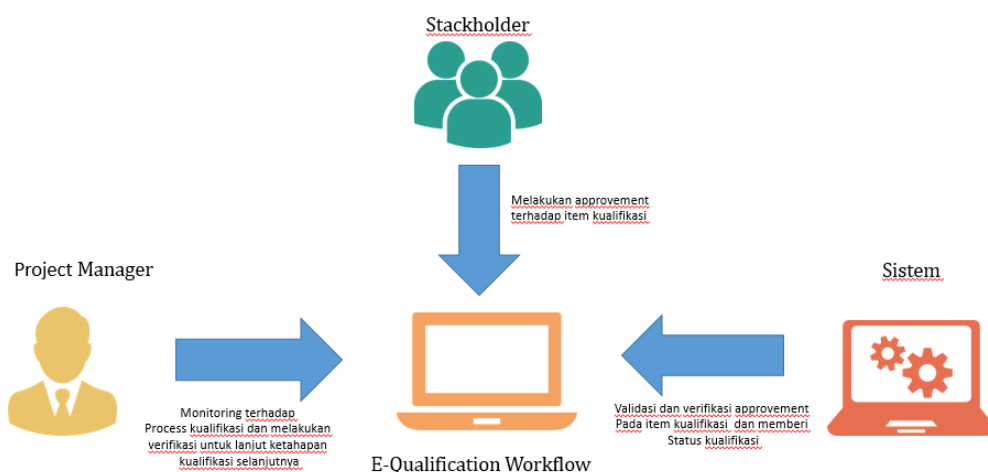 Stackholder
Melakukan approvement
terhadap item kualifikasi
Project Manager
Sistem
Monitoring terhadap
Process kualifikasi dan melakukan
verifikasi untuk lanjut ketahapan
kualifikasi selanjutnya
Validasi dan verifikasi approvement
Pada item kualifikasi dan memberi
Status kualifikasi
E-Qualification Workflow